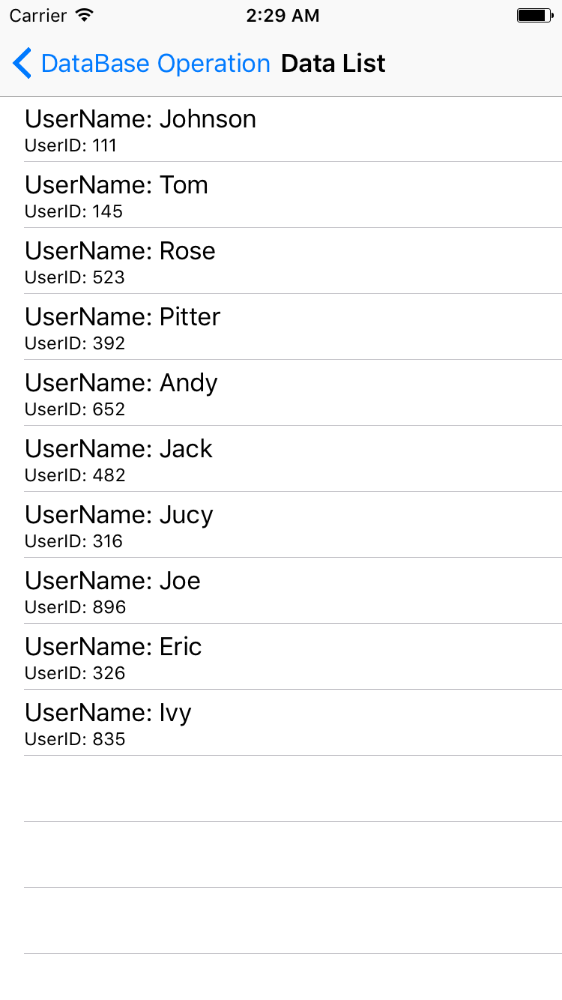 Carrier 2:29 AM
DataBase Operation Data List
UserName: Johnson
UserID: 111
UserName: Tom
UserID: 145
UserName: Rose
UserID: 523
UserName: Pitter
UserID: 392
UserName: Andy
UserID: 652
UserName: Jack
UserID: 482
UserName: Jucy
UserID: 316
UserName: Joe
UserID: 896
UserName: Eric
UserID: 326
UserName: Ivy
UserID: 835